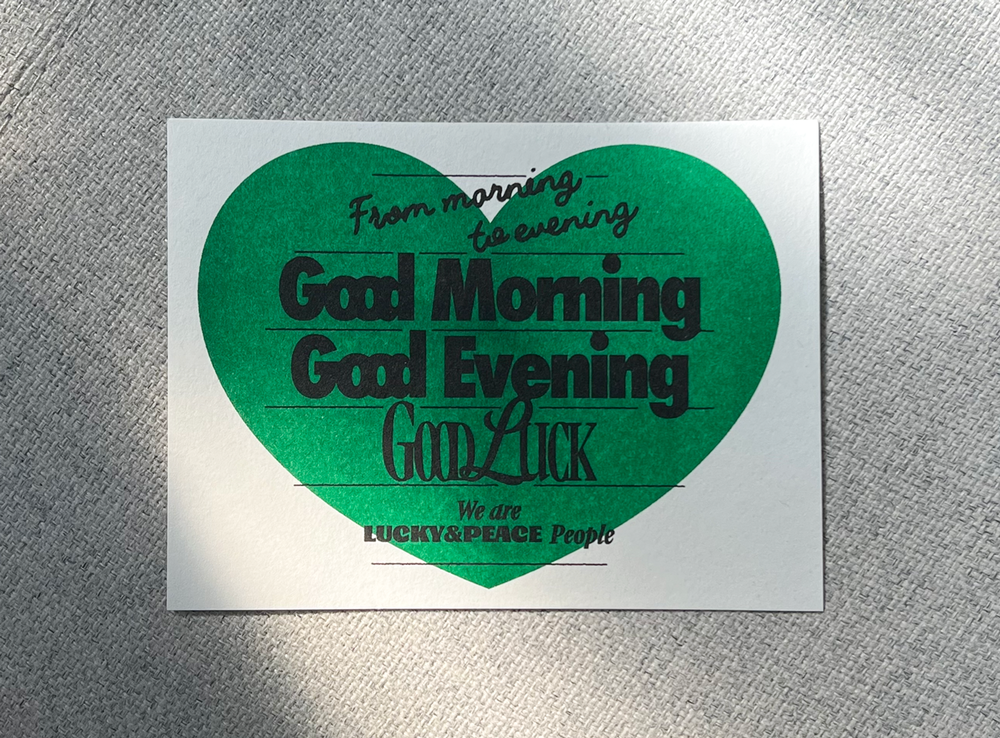 From morning
to evening
Good Morning
Good Evening
GOOD LUCK
We are
LUCKY&PEACE People